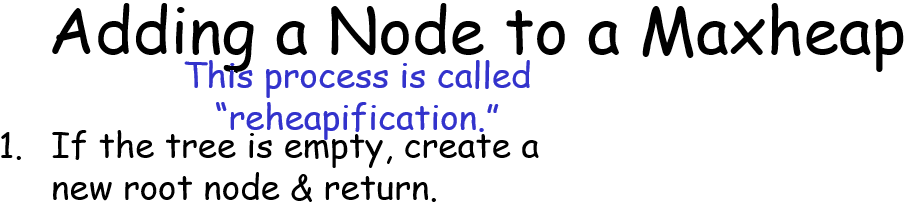 Adding a Node to a Maxheap
This process is called
“reheapification.”
1. If the tree is empty, create a
new root node & return.